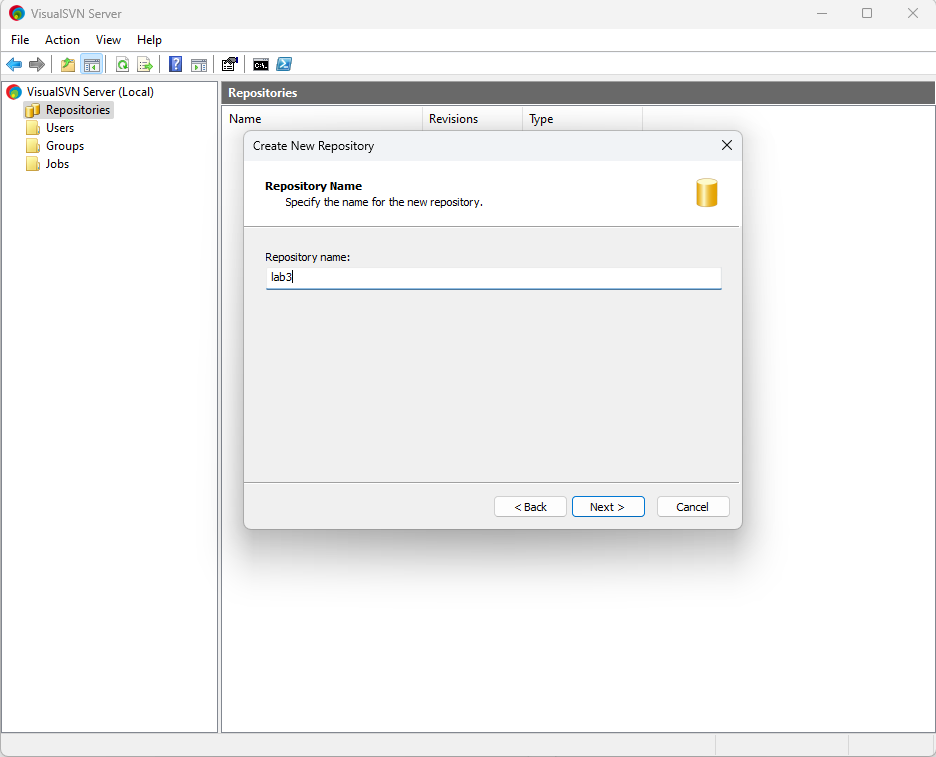 VisualSVN Server
File Action View Help
VisualSVN Server (Local)
Repositories
Users
Groups
Jobs
Repositories
Name Revisions Type
Create New Repository
Repository Name
Specify the name for the new repository.
Repository name:
lab3
< Back Next > Cancel